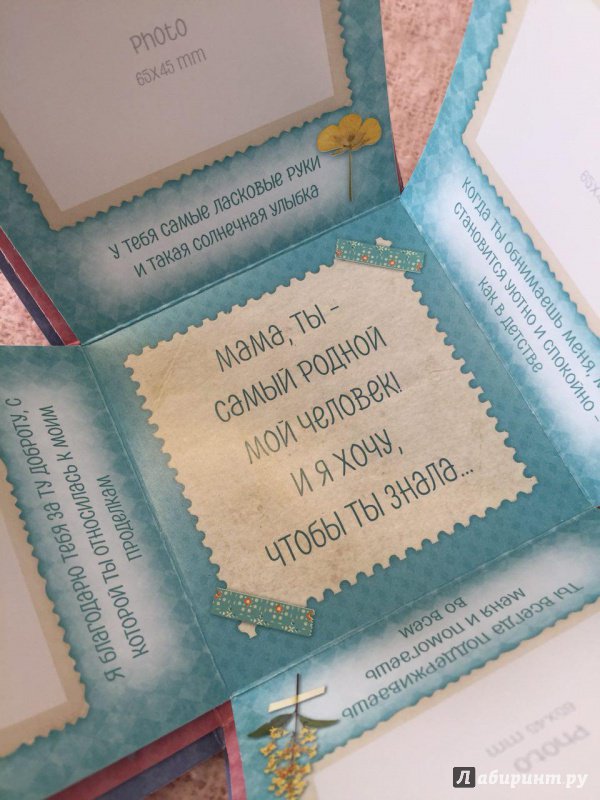 PHOTO
65X45 mm
У ТЕБЯ САМЫЕ ЛАСКОВЫЕ РУКИ
И ТАКАЯ СОЛНЕЧНАЯ УЛЫБКА
КОГДА ТЫ ОБНИМАЕШЬ МЕНЯ,
СТАНОВИТСЯ УЮТНО И СПОКОЙНО -
КАК В ДЕТСТВЕ
МАМА, ТЫ -
САМЫЙ РОДНОЙ
МОЙ ЧЕЛОВЕК!
И Я ХОЧУ,
ЧТОБЫ ТЫ ЗНАЛА...
Я БЛАГОДАРЮ ТЕБЯ ЗА ТУ ДОБРОТУ, С
КОТОРОЙ ТЫ ОТНОСИЛАСЬ К МОИМ
ПРОДЕЛКАМ
ТЫ ВСЕГДА ПОДДЕРЖИВАЕШЬ
МЕНЯ И ПОМОГАЕШЬ
ВО ВСЕМ
PHOTO
65X45 mm
Лабиринт.ру